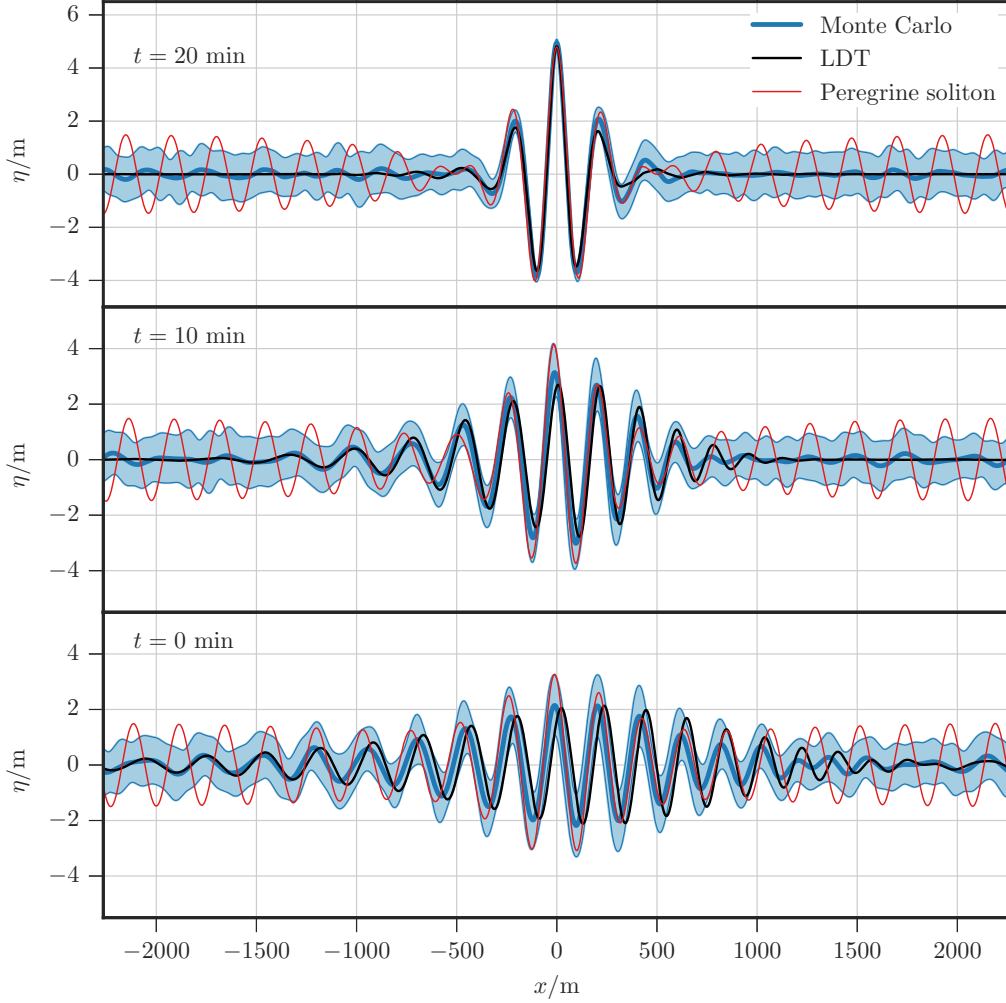 6
4
2
0
−2
−4
η/m
t = 20 min
Monte Carlo
LDT
Peregrine soliton
4
2
0
−2
−4
η/m
t = 10 min
4
2
0
−2
−4
η/m
t = 0 min
−2000 −1500 −1000 −500 0 500 1000 1500 2000
x/m